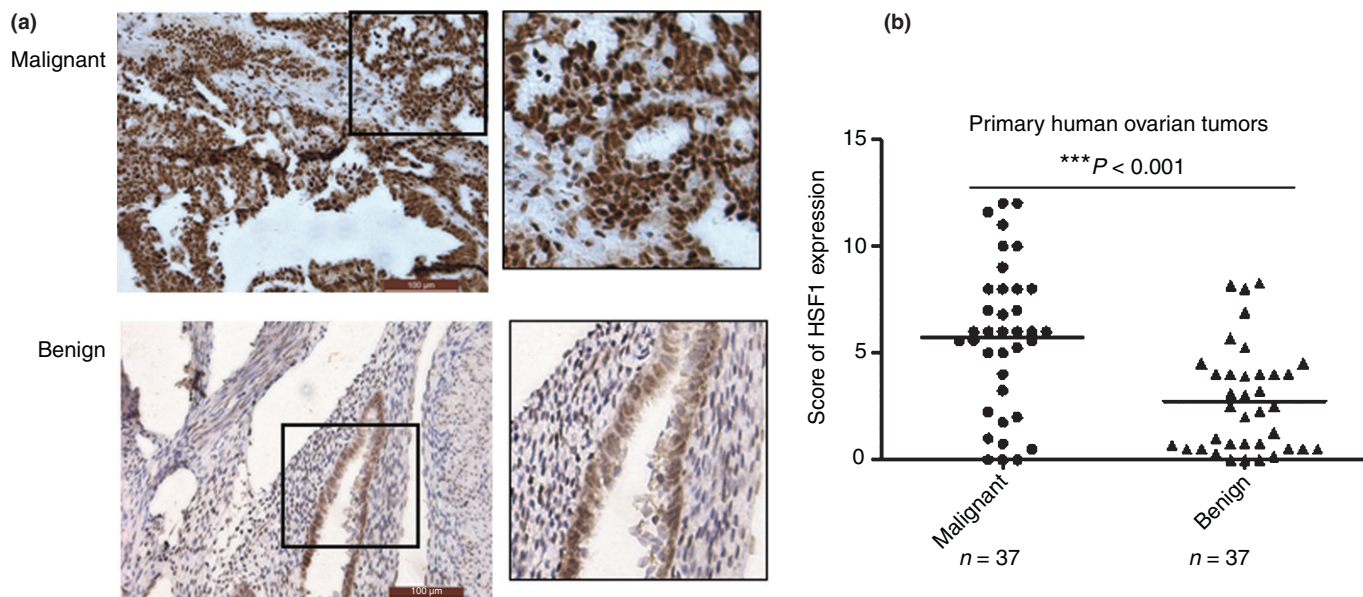 (a)
Malignant
100 µm
Benign
100 µm
(b)
Primary human ovarian tumors
***P < 0.001
Score of HSF1 expression
15
10
5
0
Malignant
Benign
n = 37
n = 37